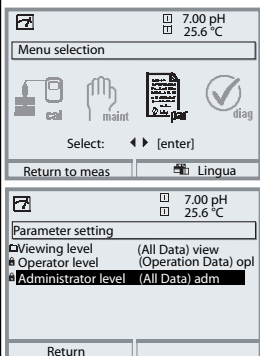 7.00 pH
25.6 °C
Menu selection
cal
maint
par
diag
Select: [enter]
Return to meas
Lingua
7.00 pH
25.6 °C
Parameter setting
Viewing level (All Data) view
Operator level (Operation Data) opl
Administrator level (All Data) adm
Return